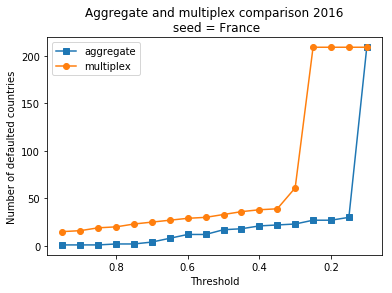 Aggregate and multiplex comparison 2016
seed = France
aggregate
multiplex
Number of defaulted countries
200
150
100
50
0
0.8 0.6 0.4 0.2
Threshold